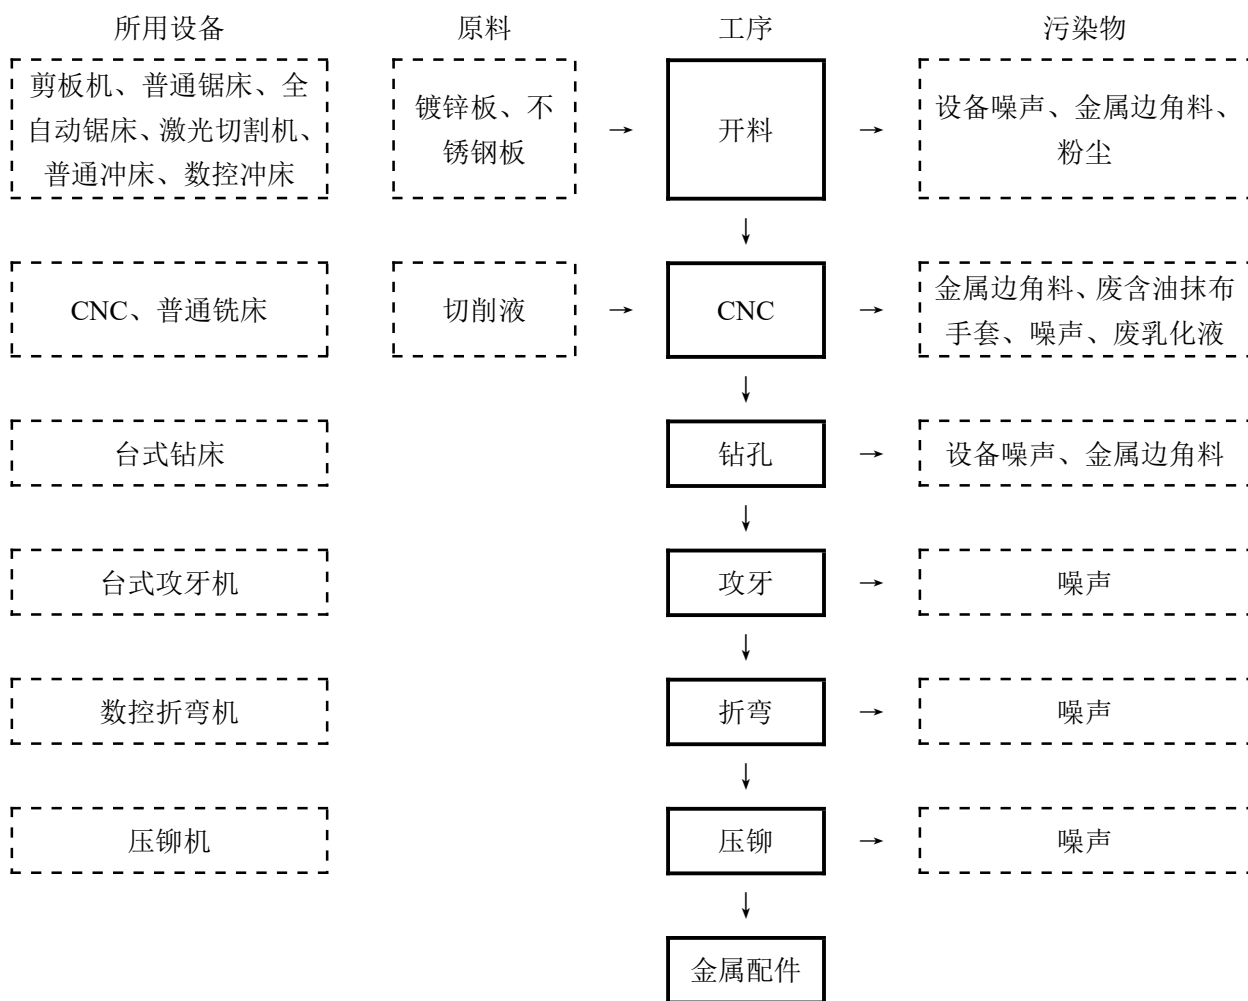 所用设备 原料 工序 污染物
剪板机、普通锯床、全
自动锯床、激光切割机、
普通冲床、数控冲床
镀锌板、不
锈钢板
→ 开料 →
设备噪声、金属边角料、
粉尘
↓
CNC、普通铣床
切削液
→ CNC →
金属边角料、废含油抹布
手套、噪声、废乳化液
↓
台式钻床
钻孔 →
设备噪声、金属边角料
↓
台式攻牙机
攻牙 →
噪声
↓
数控折弯机
折弯 →
噪声
↓
压铆机
压铆 →
噪声
↓
金属配件